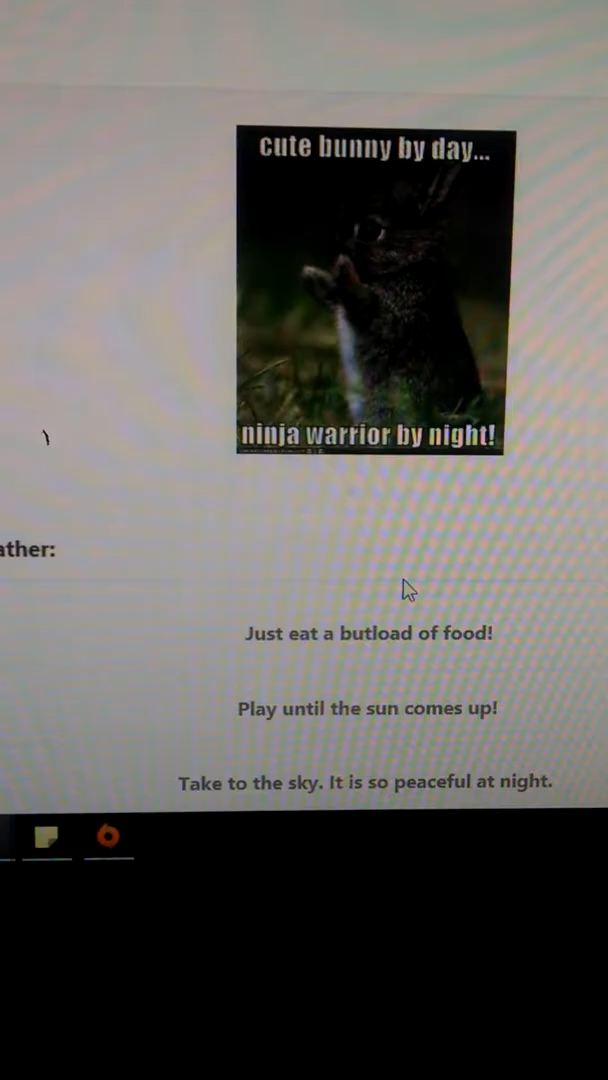 cute bunny by day...
ninja warrior by night!
ather:
Just eat a butload of food!
Play until the sun comes up!
Take to the sky. It is so peaceful at night.